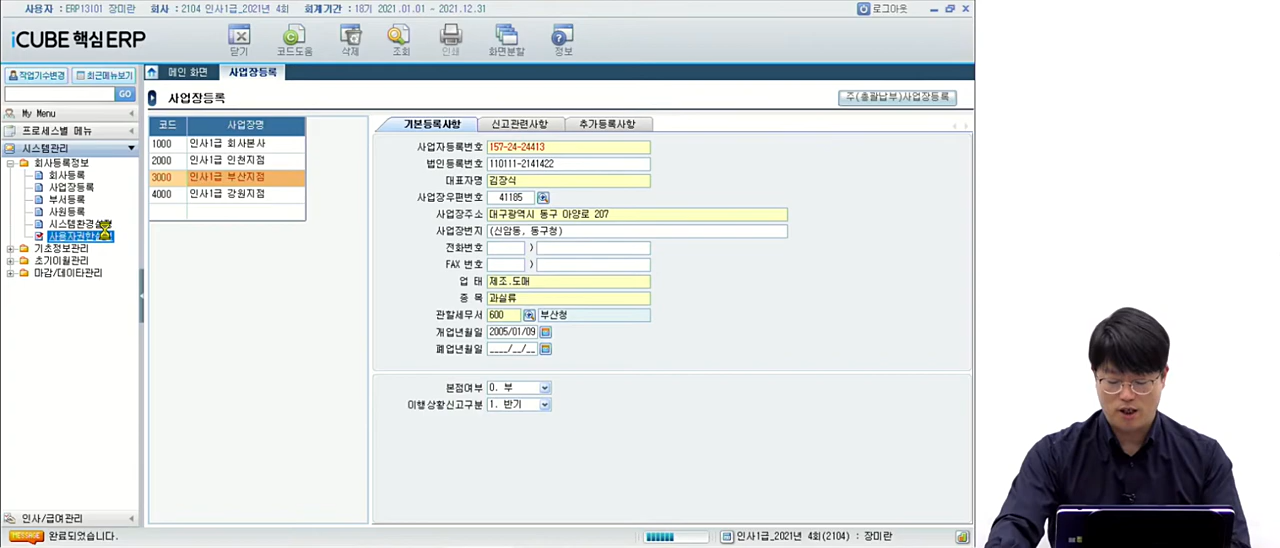 사용자 : ERP13101 장미란 회사 : 2104 인사1급_2021년 4회 회계기간 : 18기 2021.01.01 - 2021.12.31 로그아웃
iCUBE 핵심ERP 닫기 코드도움 삭제 조회 인쇄 화면분할 정보
작업기수변경 최근메뉴보기 메인 화면 사업장등록
GO 사업장등록 주(총괄납부)사업장등록
My Menu
프로세스별 메뉴
시스템관리
회사등록정보
회사등록
사업장등록
부서등록
사원등록
시스템환경
사용자권한
기초정보관리
초기이월관리
마감/데이타관리
인사/급여관리
코드 사업장명
1000 인사1급 회사본사
2000 인사1급 인천지점
3000 인사1급 부산지점
4000 인사1급 강원지점
기본등록사항 신고관련사항 추가등록사항
사업자등록번호 157-24-24413
법인등록번호 110111-2141422
대표자명 김장식
사업장우편번호 41185
사업장주소 대구광역시 동구 아양로 207
사업장번지 (신암동, 동구청)
전화번호 )
FAX 번호 )
업 태 제조.도매
종 목 과실류
관할세무서 600 부산청
개업년월일 2005/01/09
폐업년월일 ____/__/__
본점여부 0. 부
이행상황신고구분 1. 반기
MESSAGE 완료되었습니다. 인사1급_2021년 4회(2104) : 장미란